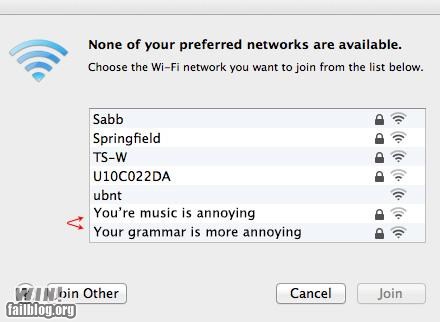 None of your preferred networks are available.
Choose the Wi-Fi network you want to join from the list below.
Sabb
Springfield
TS-W
U10C022DA
ubnt
You're music is annoying
Your grammar is more annoying
Join Other
Cancel
Join
WIN!
failblog.org